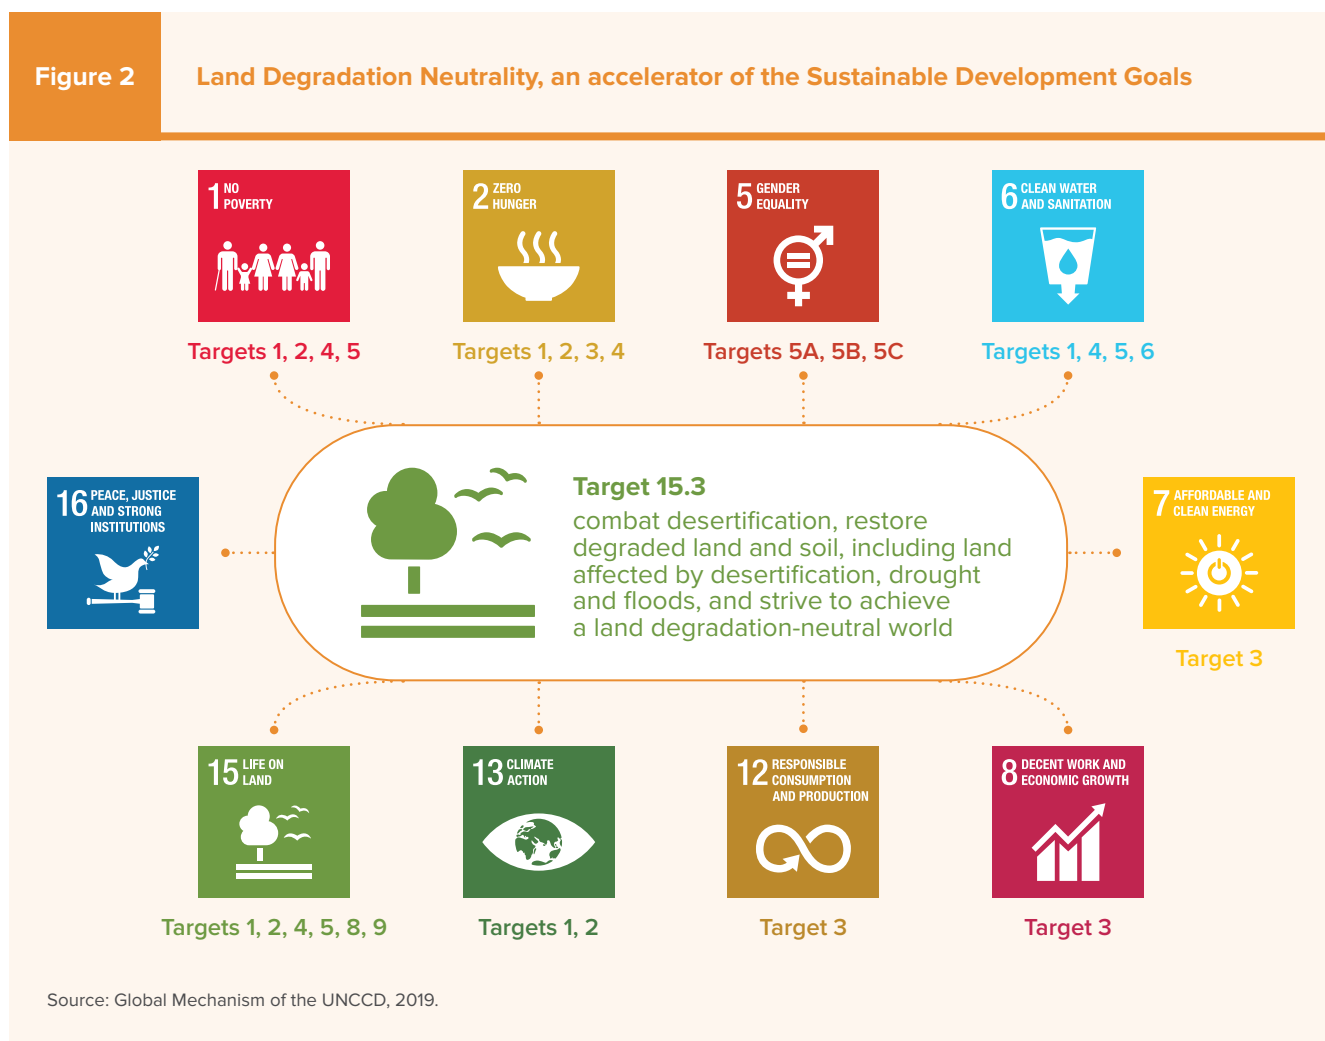 Figure 2
Land Degradation Neutrality, an accelerator of the Sustainable Development Goals
1 NO
POVERTY
Targets 1, 2, 4, 5
2 ZERO
HUNGER
Targets 1, 2, 3, 4
5 GENDER
EQUALITY
Targets 5A, 5B, 5C
6 CLEAN WATER
AND SANITATION
Targets 1, 4, 5, 6
16 PEACE, JUSTICE
AND STRONG
INSTITUTIONS
Target 15.3
combat desertification, restore
degraded land and soil, including land
affected by desertification, drought
and floods, and strive to achieve
a land degradation-neutral world
7 AFFORDABLE AND
CLEAN ENERGY
Target 3
15 LIFE ON
LAND
Targets 1, 2, 4, 5, 8, 9
13 CLIMATE
ACTION
Targets 1, 2
12 RESPONSIBLE
CONSUMPTION
AND PRODUCTION
Target 3
8 DECENT WORK AND
ECONOMIC GROWTH
Target 3
Source: Global Mechanism of the UNCCD, 2019.